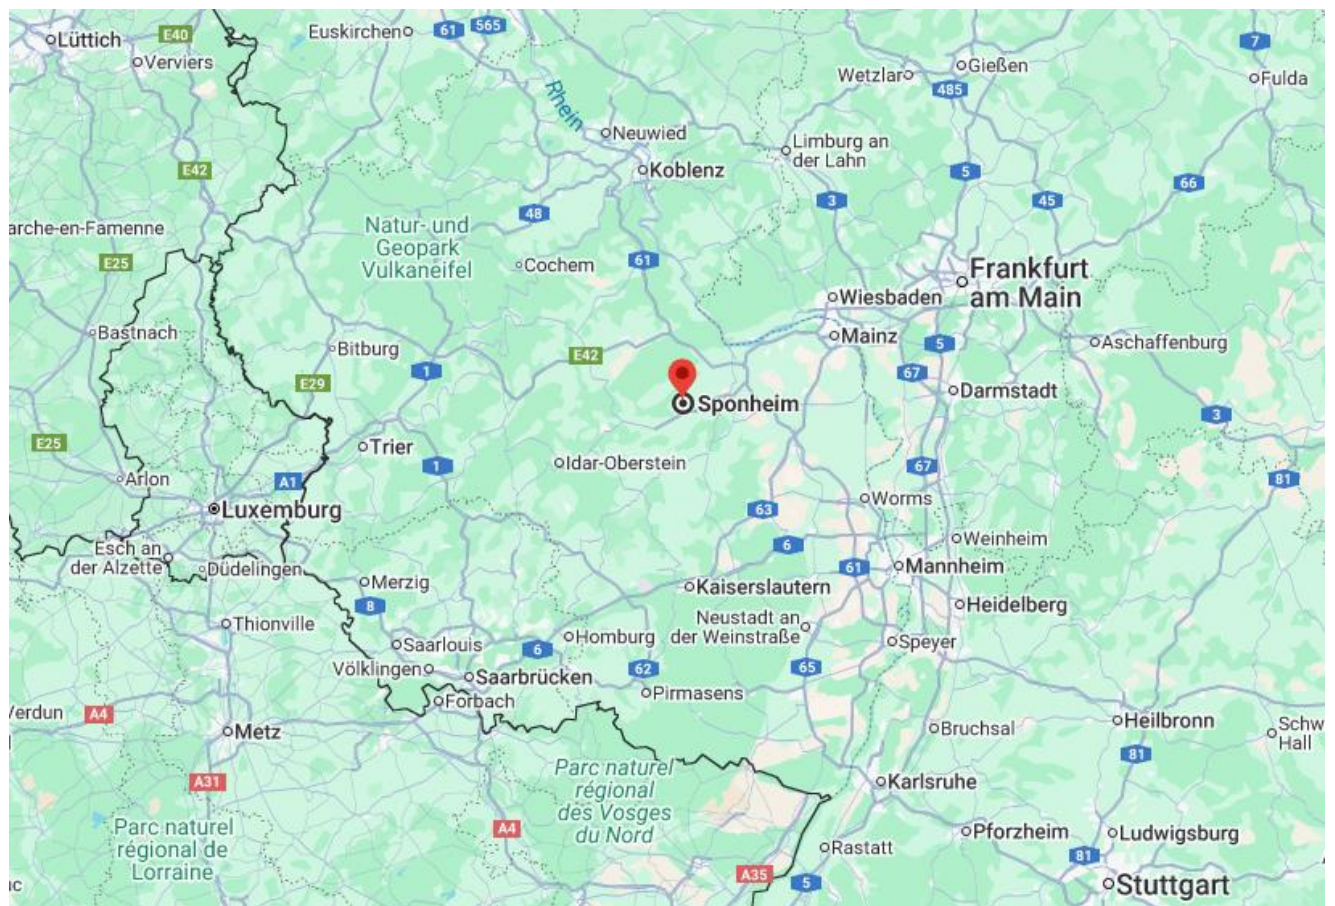 Lüttich
E40
Verviers
Euskirchen
61
565
Wetzlar
Gießen
485
7
Fulda
Rhein
Neuwied
Koblenz
Limburg an
der Lahn
E42
5
66
3
45
48
arche-en-Famenne
Natur- und
Geopark
Vulkaneifel
E25
Cochem
61
Frankfurt
am Main
Wiesbaden
Mainz
Bastnach
Bitburg
E42
5
Aschaffenburg
1
E29
67
Darmstadt
Sponheim
3
E25
Trier
1
Idar-Oberstein
67
81
Arlon
A1
Luxemburg
Worms
63
6
Weinheim
Esch an
der Alzette
Düdelingen
Merzig
61
Mannheim
Kaiserslautern
8
Heidelberg
Thionville
Neustadt an
der Weinstraße
Saarlouis
6
Homburg
Speyer
Völklingen
Saarbrücken
62
65
Pirmasens
Forbach
Verdun
A4
Metz
Bruchsal
Heilbronn
Schw
Hall
81
A31
Parc naturel
régional
des Vosges
du Nord
Karlsruhe
Parc naturel
régional de
Lorraine
A4
Pforzheim
Ludwigsburg
Rastatt
81
A35
5
Stuttgart
uc